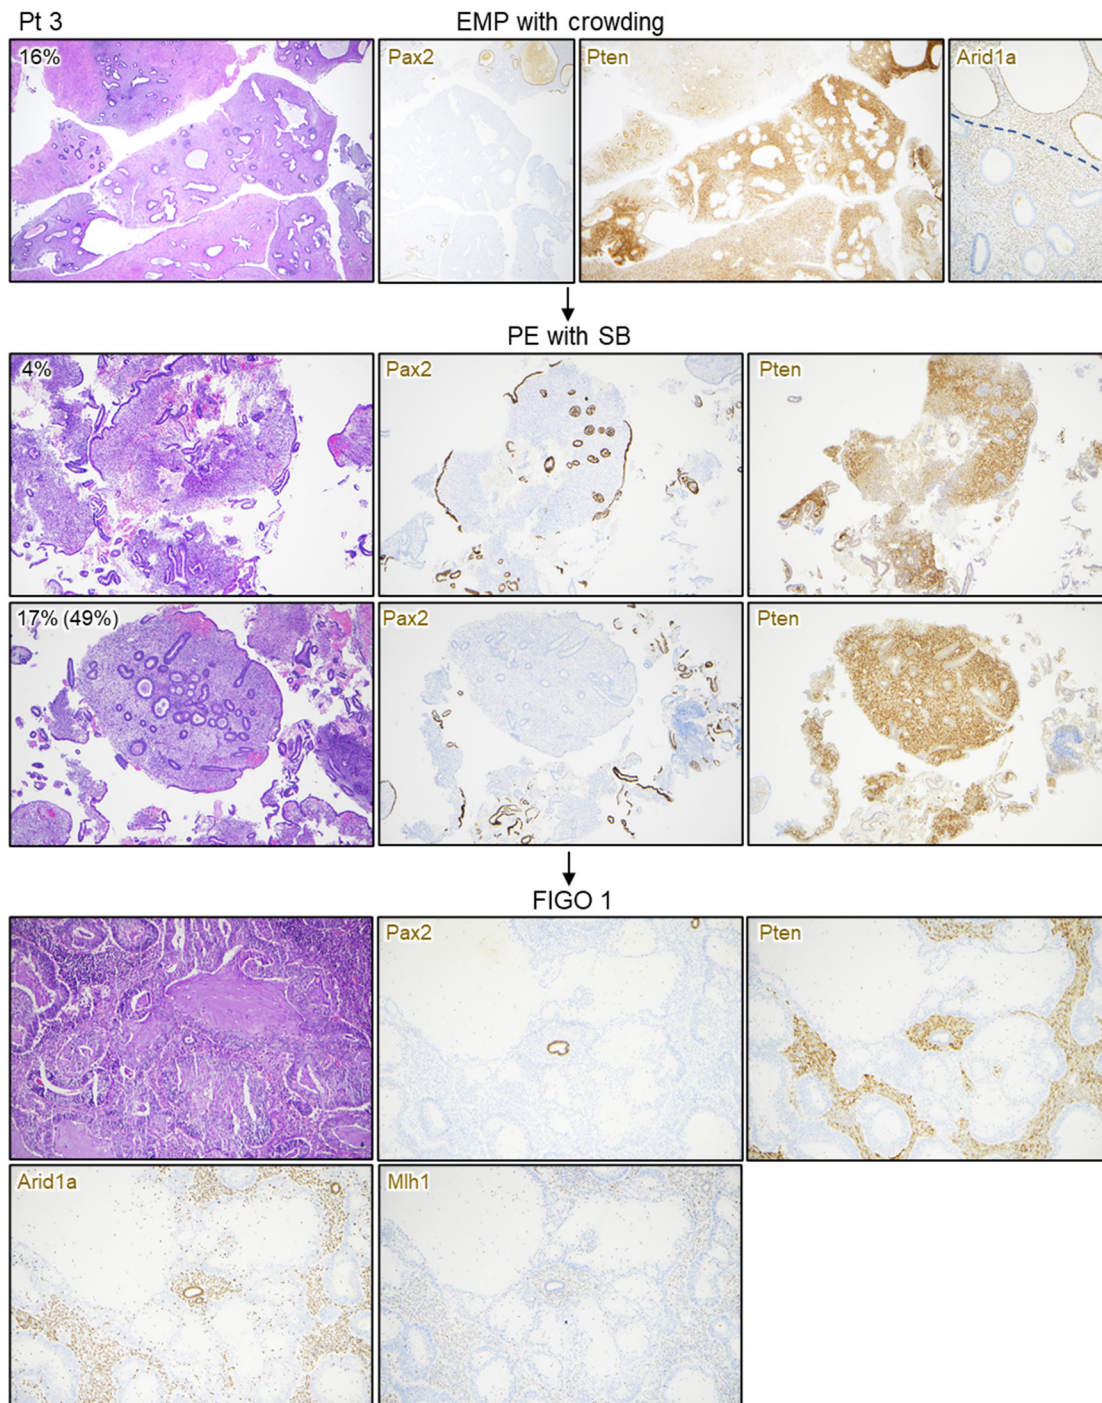 Pt 3
EMP with crowding
16%
Pax2
Pten
Arid1a
PE with SB
4%
Pax2
Pten
17% (49%)
Pax2
Pten
FIGO 1
Pax2
Pten
Arid1a
Mlh1